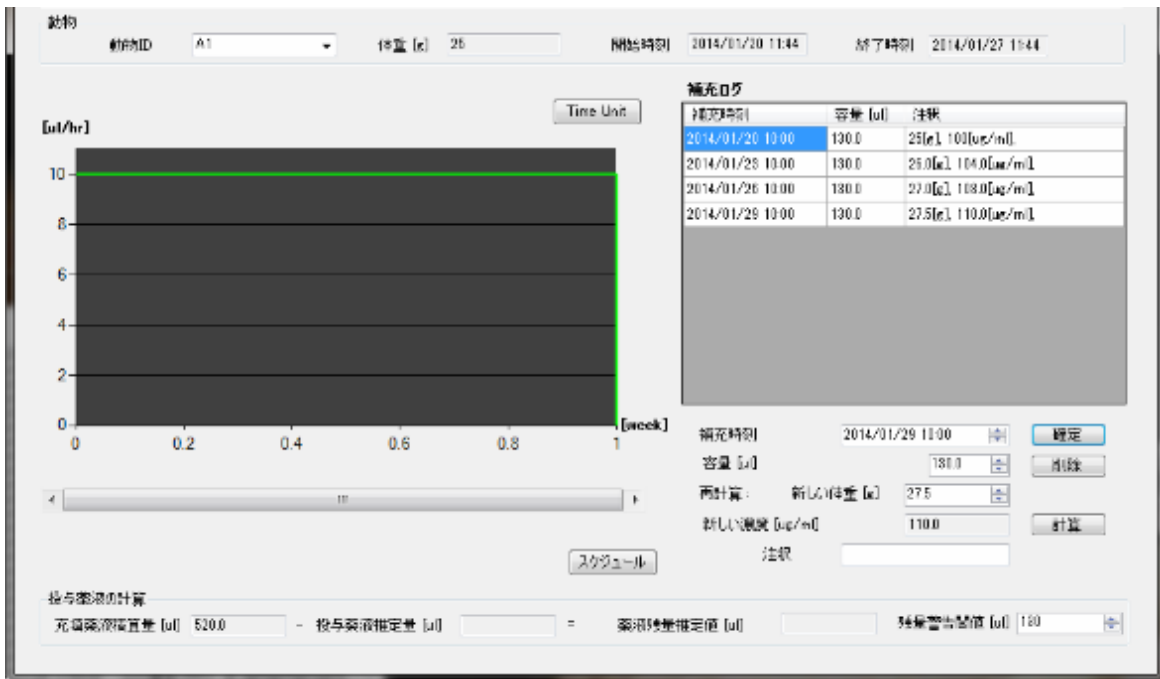 動物
動物ID A1 体重 [g] 25 開始時刻 2014/01/20 11:44 終了時刻 2014/01/27 11:44
補充ログ
Time Unit
補充時刻 容量 [ul] 注釈
[ul/hr]
2014/01/20 10:00 130.0 25[g], 100[ug/ml],
2014/01/23 10:00 130.0 26.0[g], 104.0[ug/ml],
2014/01/26 10:00 130.0 27.0[g], 108.0[ug/ml],
2014/01/29 10:00 130.0 27.5[g], 110.0[ug/ml],
10
8
6
4
2
0
[week]
0 0.2 0.4 0.6 0.8 1
補充時刻 2014/01/29 10:00 確定
容量 [ul] 130.0 削除
再計算: 新しい体重 [g] 27.5
新しい濃度 [ug/ml] 110.0 計算
注釈
スケジュール
投与薬液の計算
充填薬液積算量 [ul] 520.0 - 投与薬液推定量 [ul] = 薬液残量推定値 [ul] 残量警告閾値 [ul]